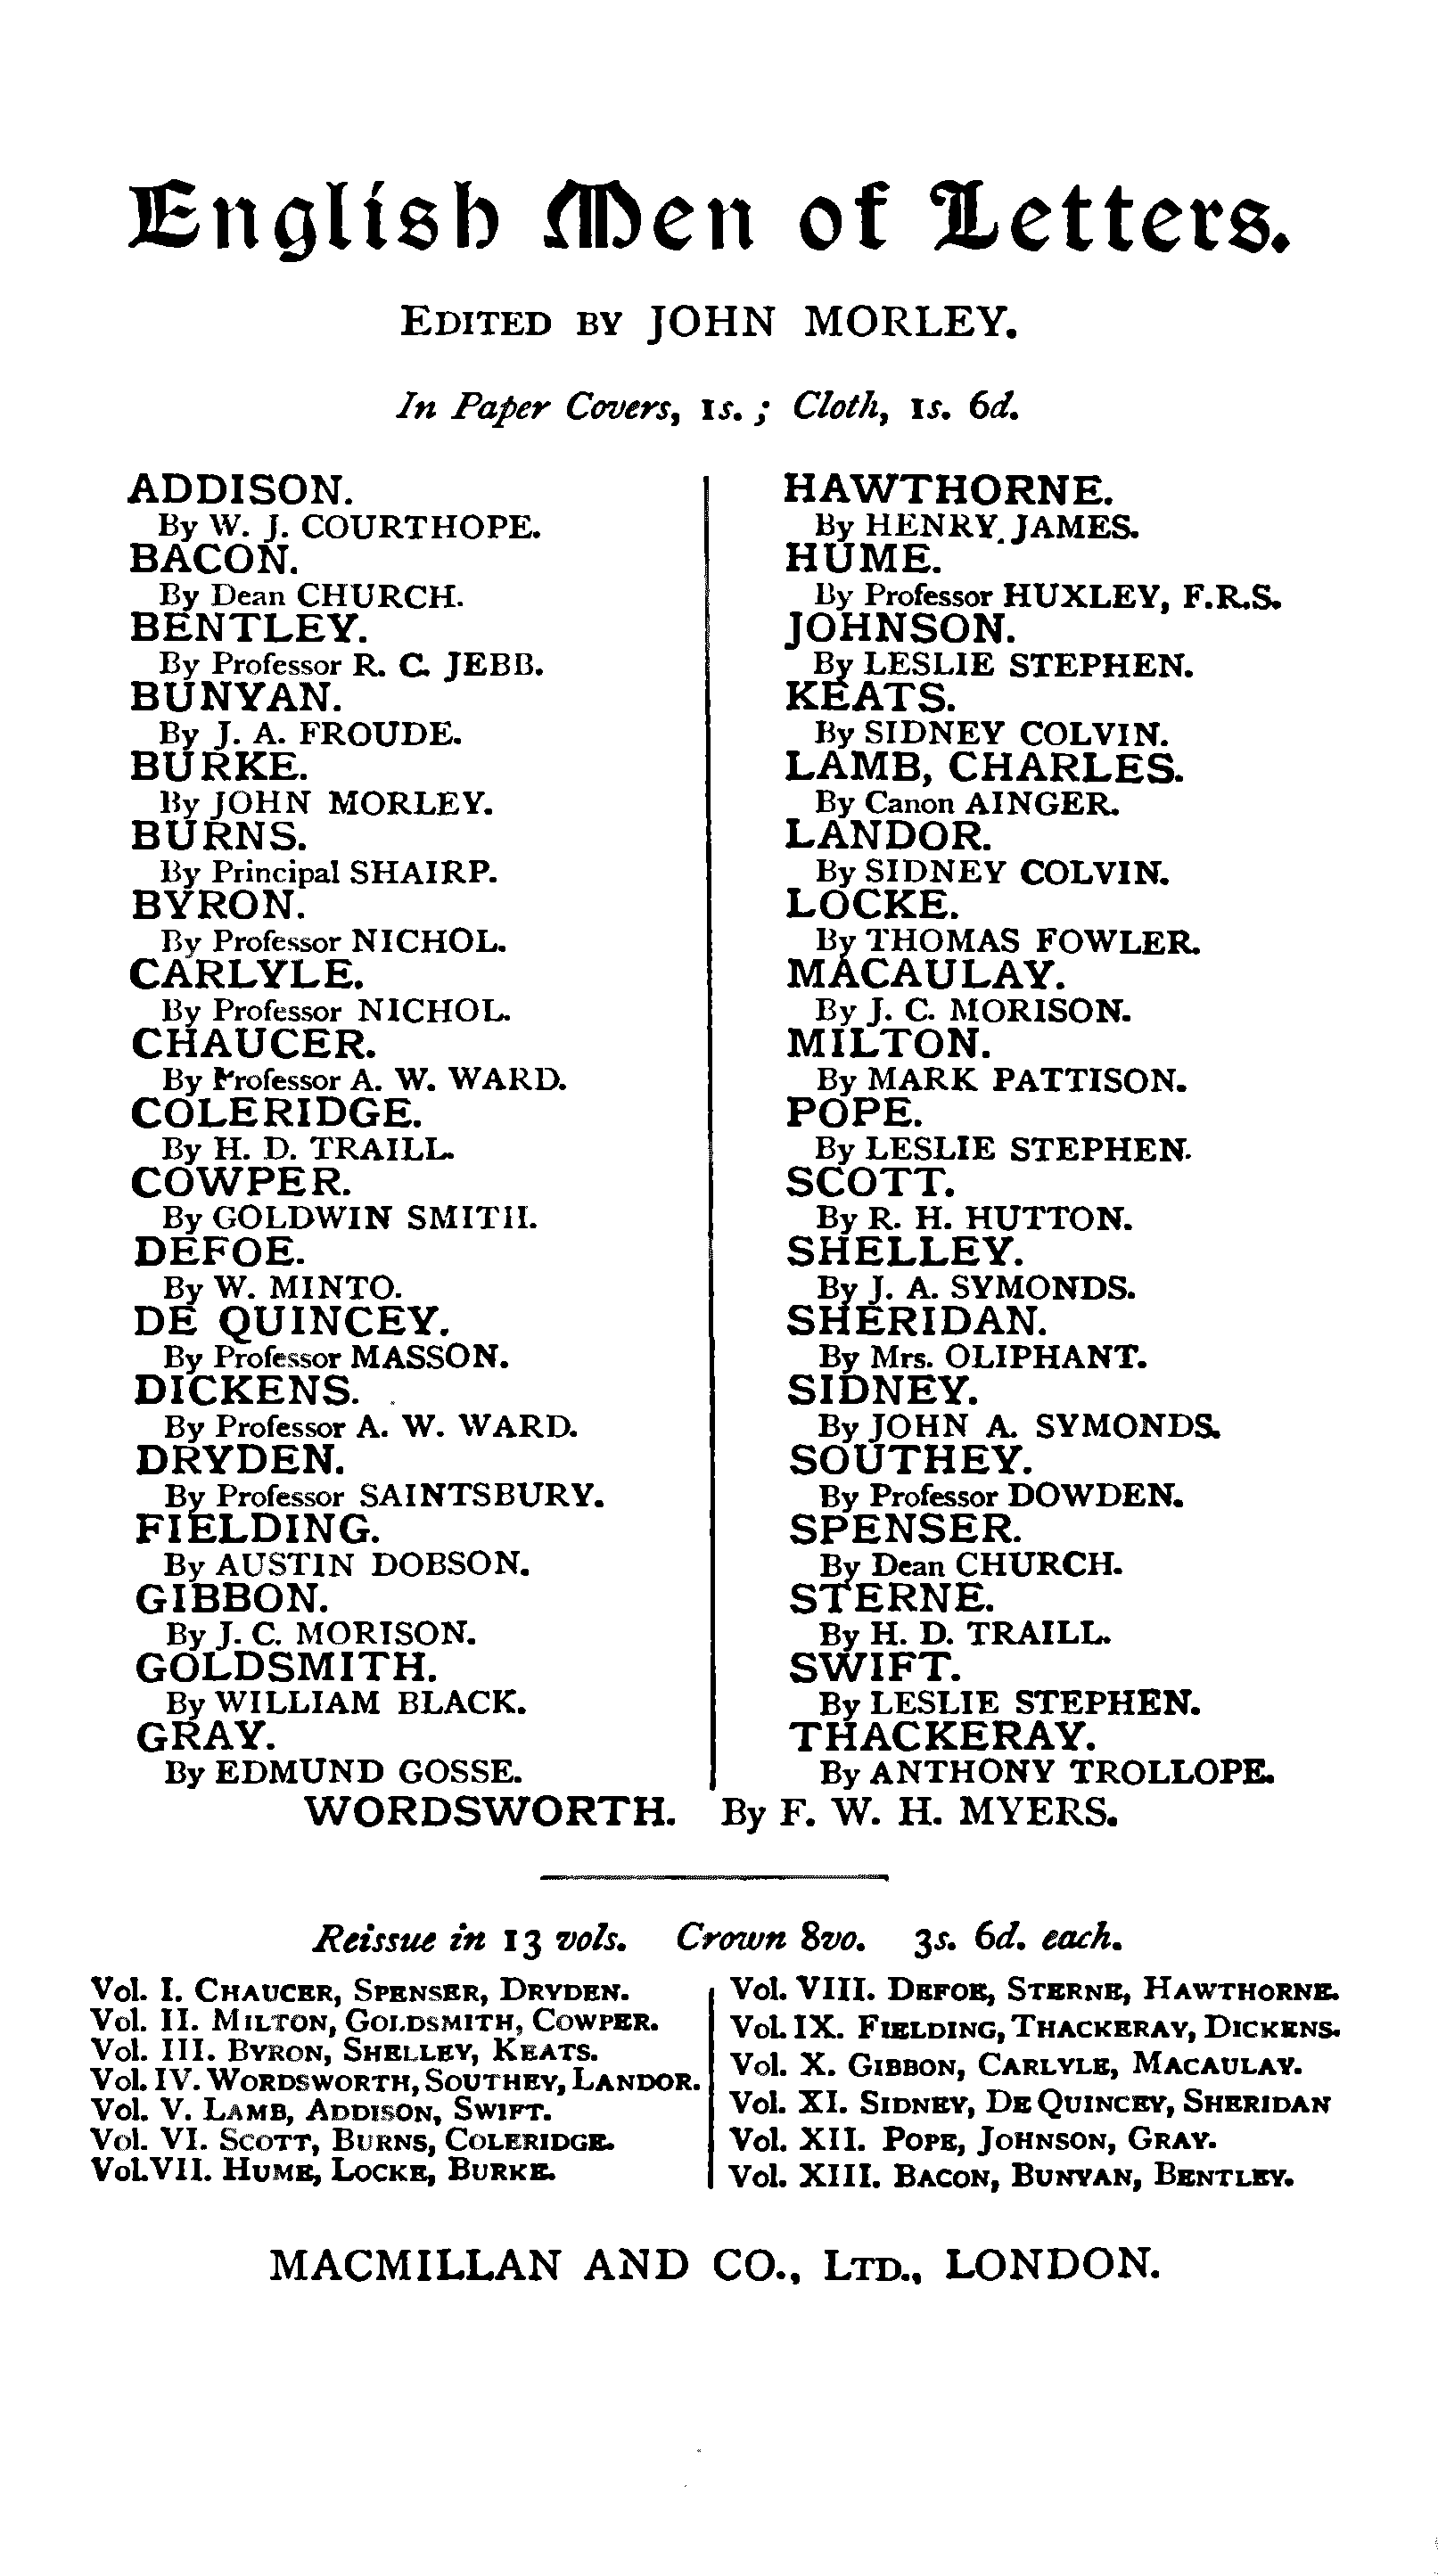 English Men of Letters.
EDITED BY JOHN MORLEY.
In Paper Covers, 1s.; Cloth, 1s. 6d.
ADDISON.
By W. J. COURTHOPE.
BACON.
By Dean CHURCH.
BENTLEY.
By Professor R. C. JEBB.
BUNYAN.
By J. A. FROUDE.
BURKE.
By JOHN MORLEY.
BURNS.
By Principal SHAIRP.
BYRON.
By Professor NICHOL.
CARLYLE.
By Professor NICHOL.
CHAUCER.
By Professor A. W. WARD.
COLERIDGE.
By H. D. TRAILL.
COWPER.
By GOLDWIN SMITH.
DEFOE.
By W. MINTO.
DE QUINCEY.
By Professor MASSON.
DICKENS.
By Professor A. W. WARD.
DRYDEN.
By Professor SAINTSBURY.
FIELDING.
By AUSTIN DOBSON.
GIBBON.
By J. C. MORISON.
GOLDSMITH.
By WILLIAM BLACK.
GRAY.
By EDMUND GOSSE.
HAWTHORNE.
By HENRY JAMES.
HUME.
By Professor HUXLEY, F.R.S.
JOHNSON.
By LESLIE STEPHEN.
KEATS.
By SIDNEY COLVIN.
LAMB, CHARLES.
By Canon AINGER.
LANDOR.
By SIDNEY COLVIN.
LOCKE.
By THOMAS FOWLER.
MACAULAY.
By J. C. MORISON.
MILTON.
By MARK PATTISON.
POPE.
By LESLIE STEPHEN.
SCOTT.
By R. H. HUTTON.
SHELLEY.
By J. A. SYMONDS.
SHERIDAN.
By Mrs. OLIPHANT.
SIDNEY.
By JOHN A. SYMONDS.
SOUTHEY.
By Professor DOWDEN.
SPENSER.
By Dean CHURCH.
STERNE.
By H. D. TRAILL.
SWIFT.
By LESLIE STEPHEN.
THACKERAY.
By ANTHONY TROLLOPE.
WORDSWORTH. By F. W. H. MYERS.
Reissue in 13 vols. Crown 8vo. 3s. 6d. each.
Vol. I. CHAUCER, SPENSER, DRYDEN.
Vol. II. MILTON, GOLDSMITH, COWPER.
Vol. III. BYRON, SHELLEY, KEATS.
Vol. IV. WORDSWORTH, SOUTHEY, LANDOR.
Vol. V. LAMB, ADDISON, SWIFT.
Vol. VI. SCOTT, BURNS, COLERIDGE.
Vol. VII. HUME, LOCKE, BURKE.
Vol. VIII. DEFOE, STERNE, HAWTHORNE.
Vol. IX. FIELDING, THACKERAY, DICKENS.
Vol. X. GIBBON, CARLYLE, MACAULAY.
Vol. XI. SIDNEY, DE QUINCEY, SHERIDAN
Vol. XII. POPE, JOHNSON, GRAY.
Vol. XIII. BACON, BUNYAN, BENTLEY.
MACMILLAN AND CO., LTD., LONDON.